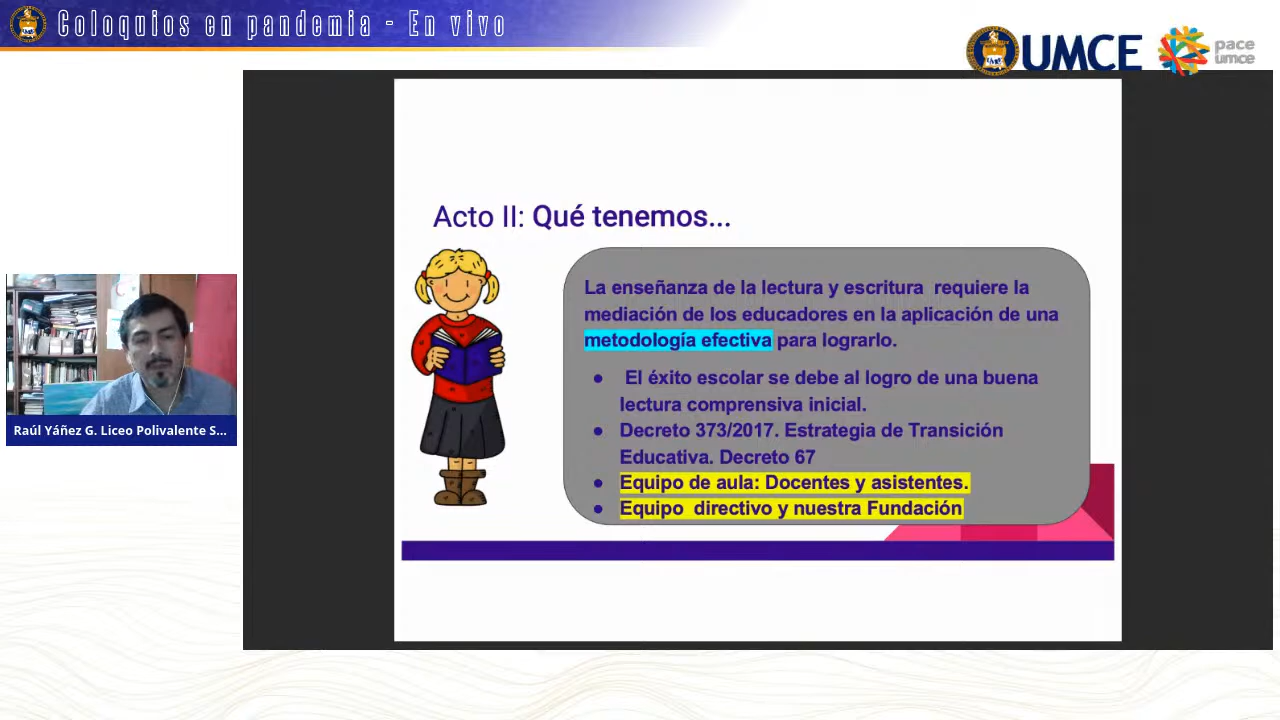 Coloquios en pandemia - En vivo
UMCE
pace
umce
Acto II: Qué tenemos...
La enseñanza de la lectura y escritura requiere la
mediación de los educadores en la aplicación de una
metodología efectiva para lograrlo.
● El éxito escolar se debe al logro de una buena
lectura comprensiva inicial.
● Decreto 373/2017. Estrategia de Transición
Educativa. Decreto 67
● Equipo de aula: Docentes y asistentes.
● Equipo directivo y nuestra Fundación
Raúl Yáñez G. Liceo Polivalente S...